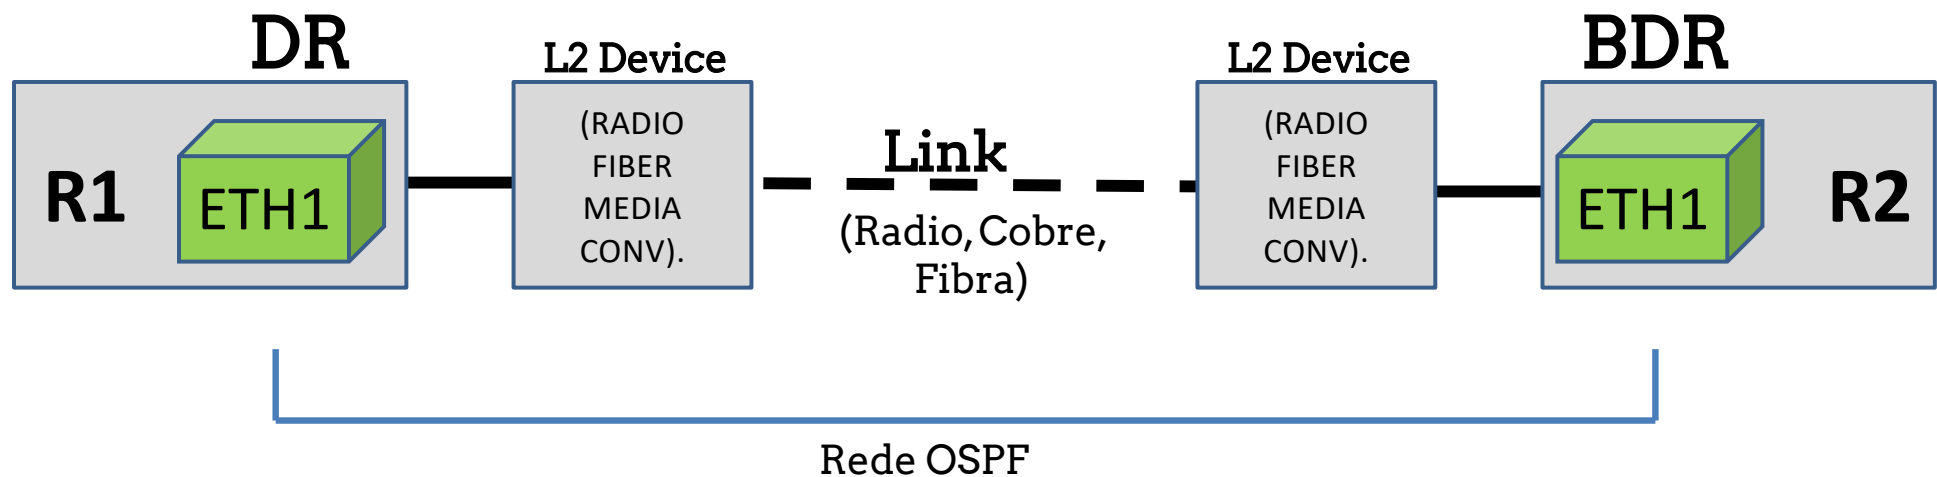 DR
L2 Device
L2 Device
BDR
R1
ETH1
(RADIO
FIBER
MEDIA
CONV).
Link
(Radio, Cobre,
Fibra)
(RADIO
FIBER
MEDIA
CONV).
ETH1
R2
Rede OSPF